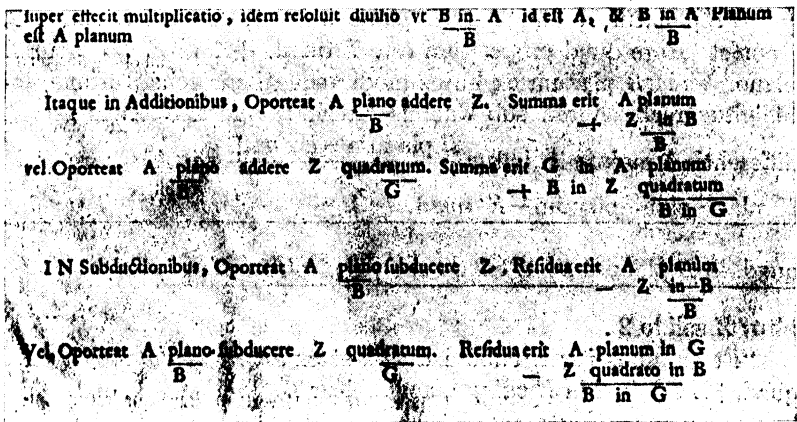 super effecit multiplicatio, idem resoluit diuisio vt B in A id est A, & B in A Planum
B B
est A planum
Itaque in Additionibus, Oporteat A plano addere Z. Summa erit A planum
B + Z in B
B
vel Oporteat A plano addere Z quadratum. Summa erit G in A planum
G + B in Z quadratum
B in G
IN Subductionibus, Oporteat A plano subducere Z, Residua erit A planum
B - Z in B
B
Vel, Oporteat A plano subducere Z quadratum. Residua erit A planum in G
B G - Z quadrato in B
B in G